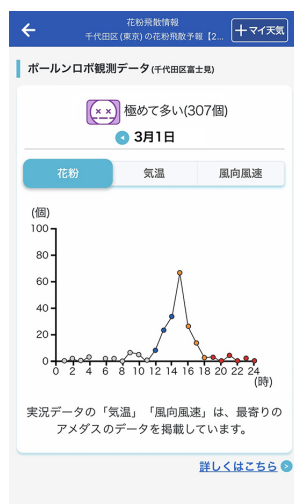 花粉飛散情報
千代田区(東京)の花粉飛散予報【2...
＋マイ天気
ポールンロボ観測データ(千代田区富士見)
極めて多い(307個)
3月1日
花粉 気温 風向風速
(個)
100
80
60
40
20
0
0 2 4 6 8 10 12 14 16 18 20 22 24
(時)
実況データの「気温」「風向風速」は、最寄りの
アメダスのデータを掲載しています。
詳しくはこちら